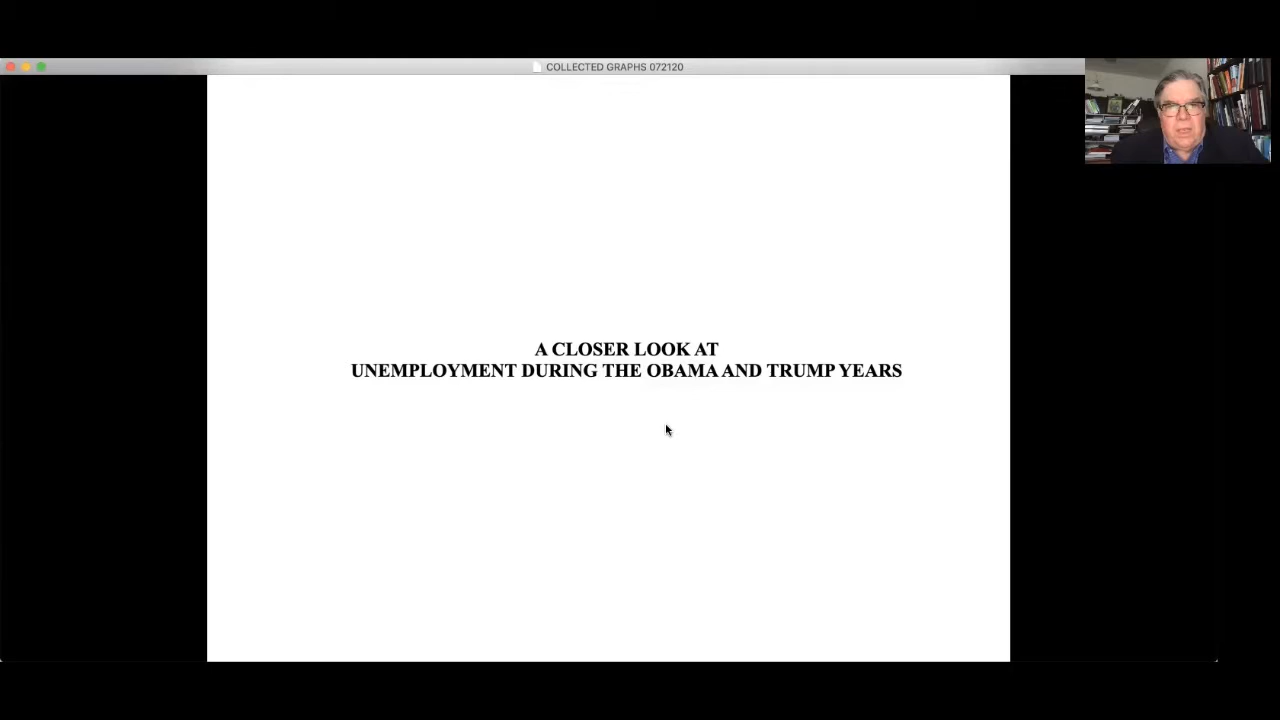 COLLECTED GRAPHS 072120
A CLOSER LOOK AT
UNEMPLOYMENT DURING THE OBAMA AND TRUMP YEARS